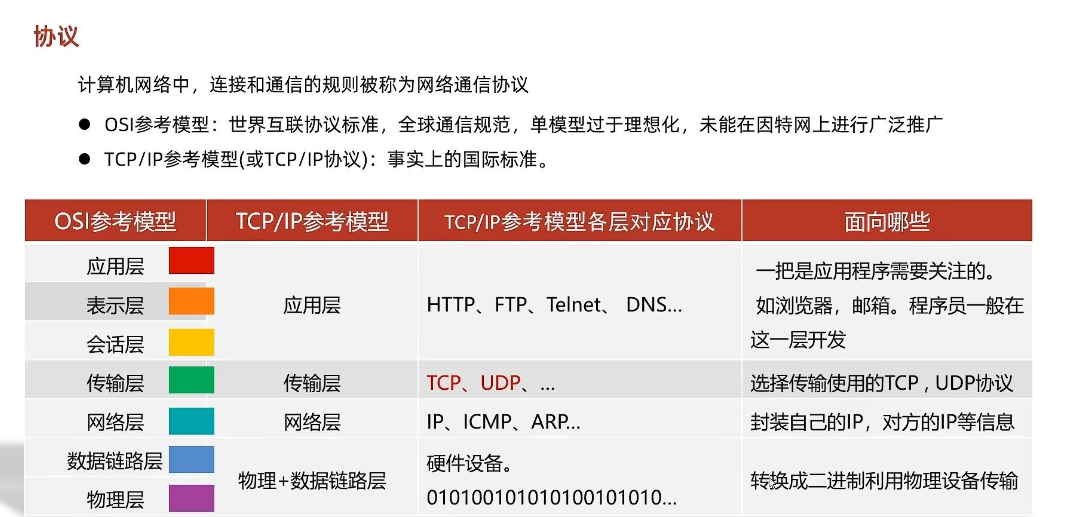 协议
计算机网络中，连接和通信的规则被称为网络通信协议
● OSI参考模型：世界互联协议标准，全球通信规范，单模型过于理想化，未能在因特网上进行广泛推广
● TCP/IP参考模型(或TCP/IP协议)：事实上的国际标准。
OSI参考模型 TCP/IP参考模型 TCP/IP参考模型各层对应协议 面向哪些
应用层
表示层
会话层
应用层
HTTP、FTP、Telnet、 DNS...
一把是应用程序需要关注的。
如浏览器，邮箱。程序员一般在
这一层开发
传输层 传输层 TCP、UDP、... 选择传输使用的TCP , UDP协议
网络层 网络层 IP、ICMP、ARP... 封装自己的IP，对方的IP等信息
数据链路层
物理层
物理+数据链路层
硬件设备。
010100101010100101010...
转换成二进制利用物理设备传输